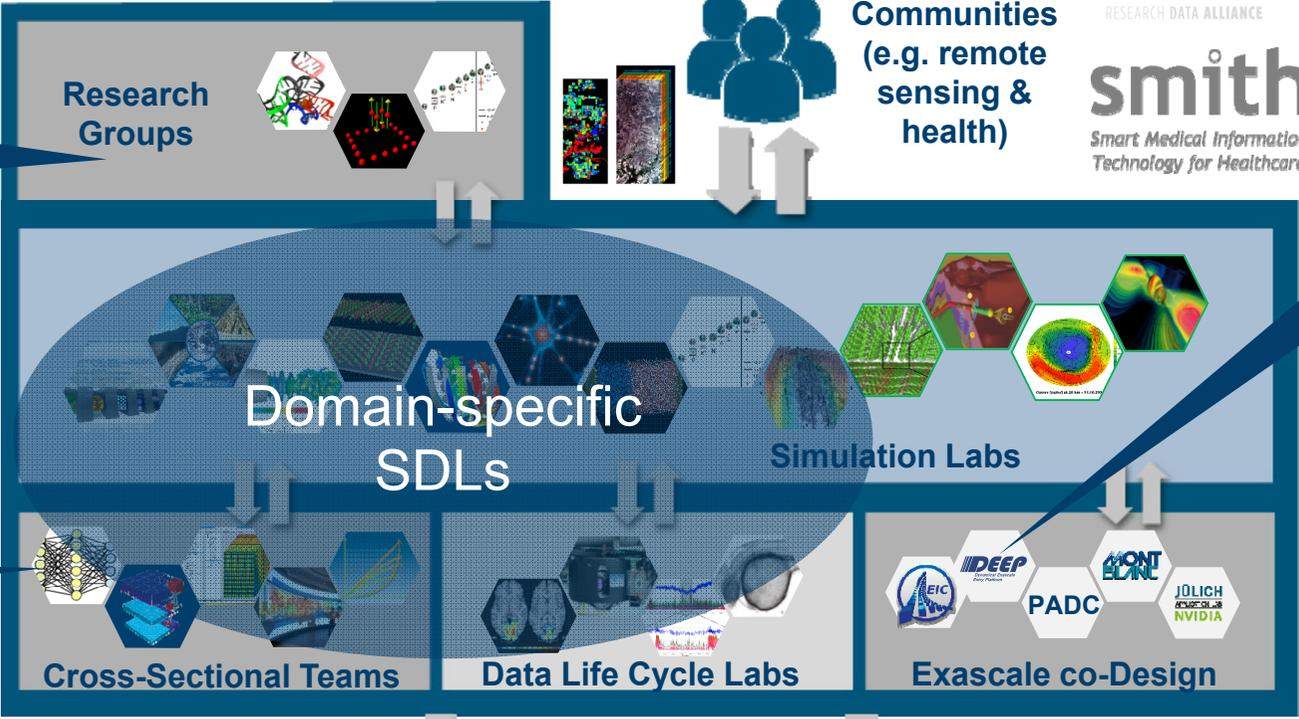 Research
Groups
Communities
(e.g. remote
sensing &
health)
RESEARCH DATA ALLIANCE
smith
Smart Medical Informatio
Technology for Healthcare
Domain-specific
SDLs
Simulation Labs
EIC
DEEP
PADC
MONT
BLANC
JÜLICH
NVIDIA
Cross-Sectional Teams
Data Life Cycle Labs
Exascale co-Design